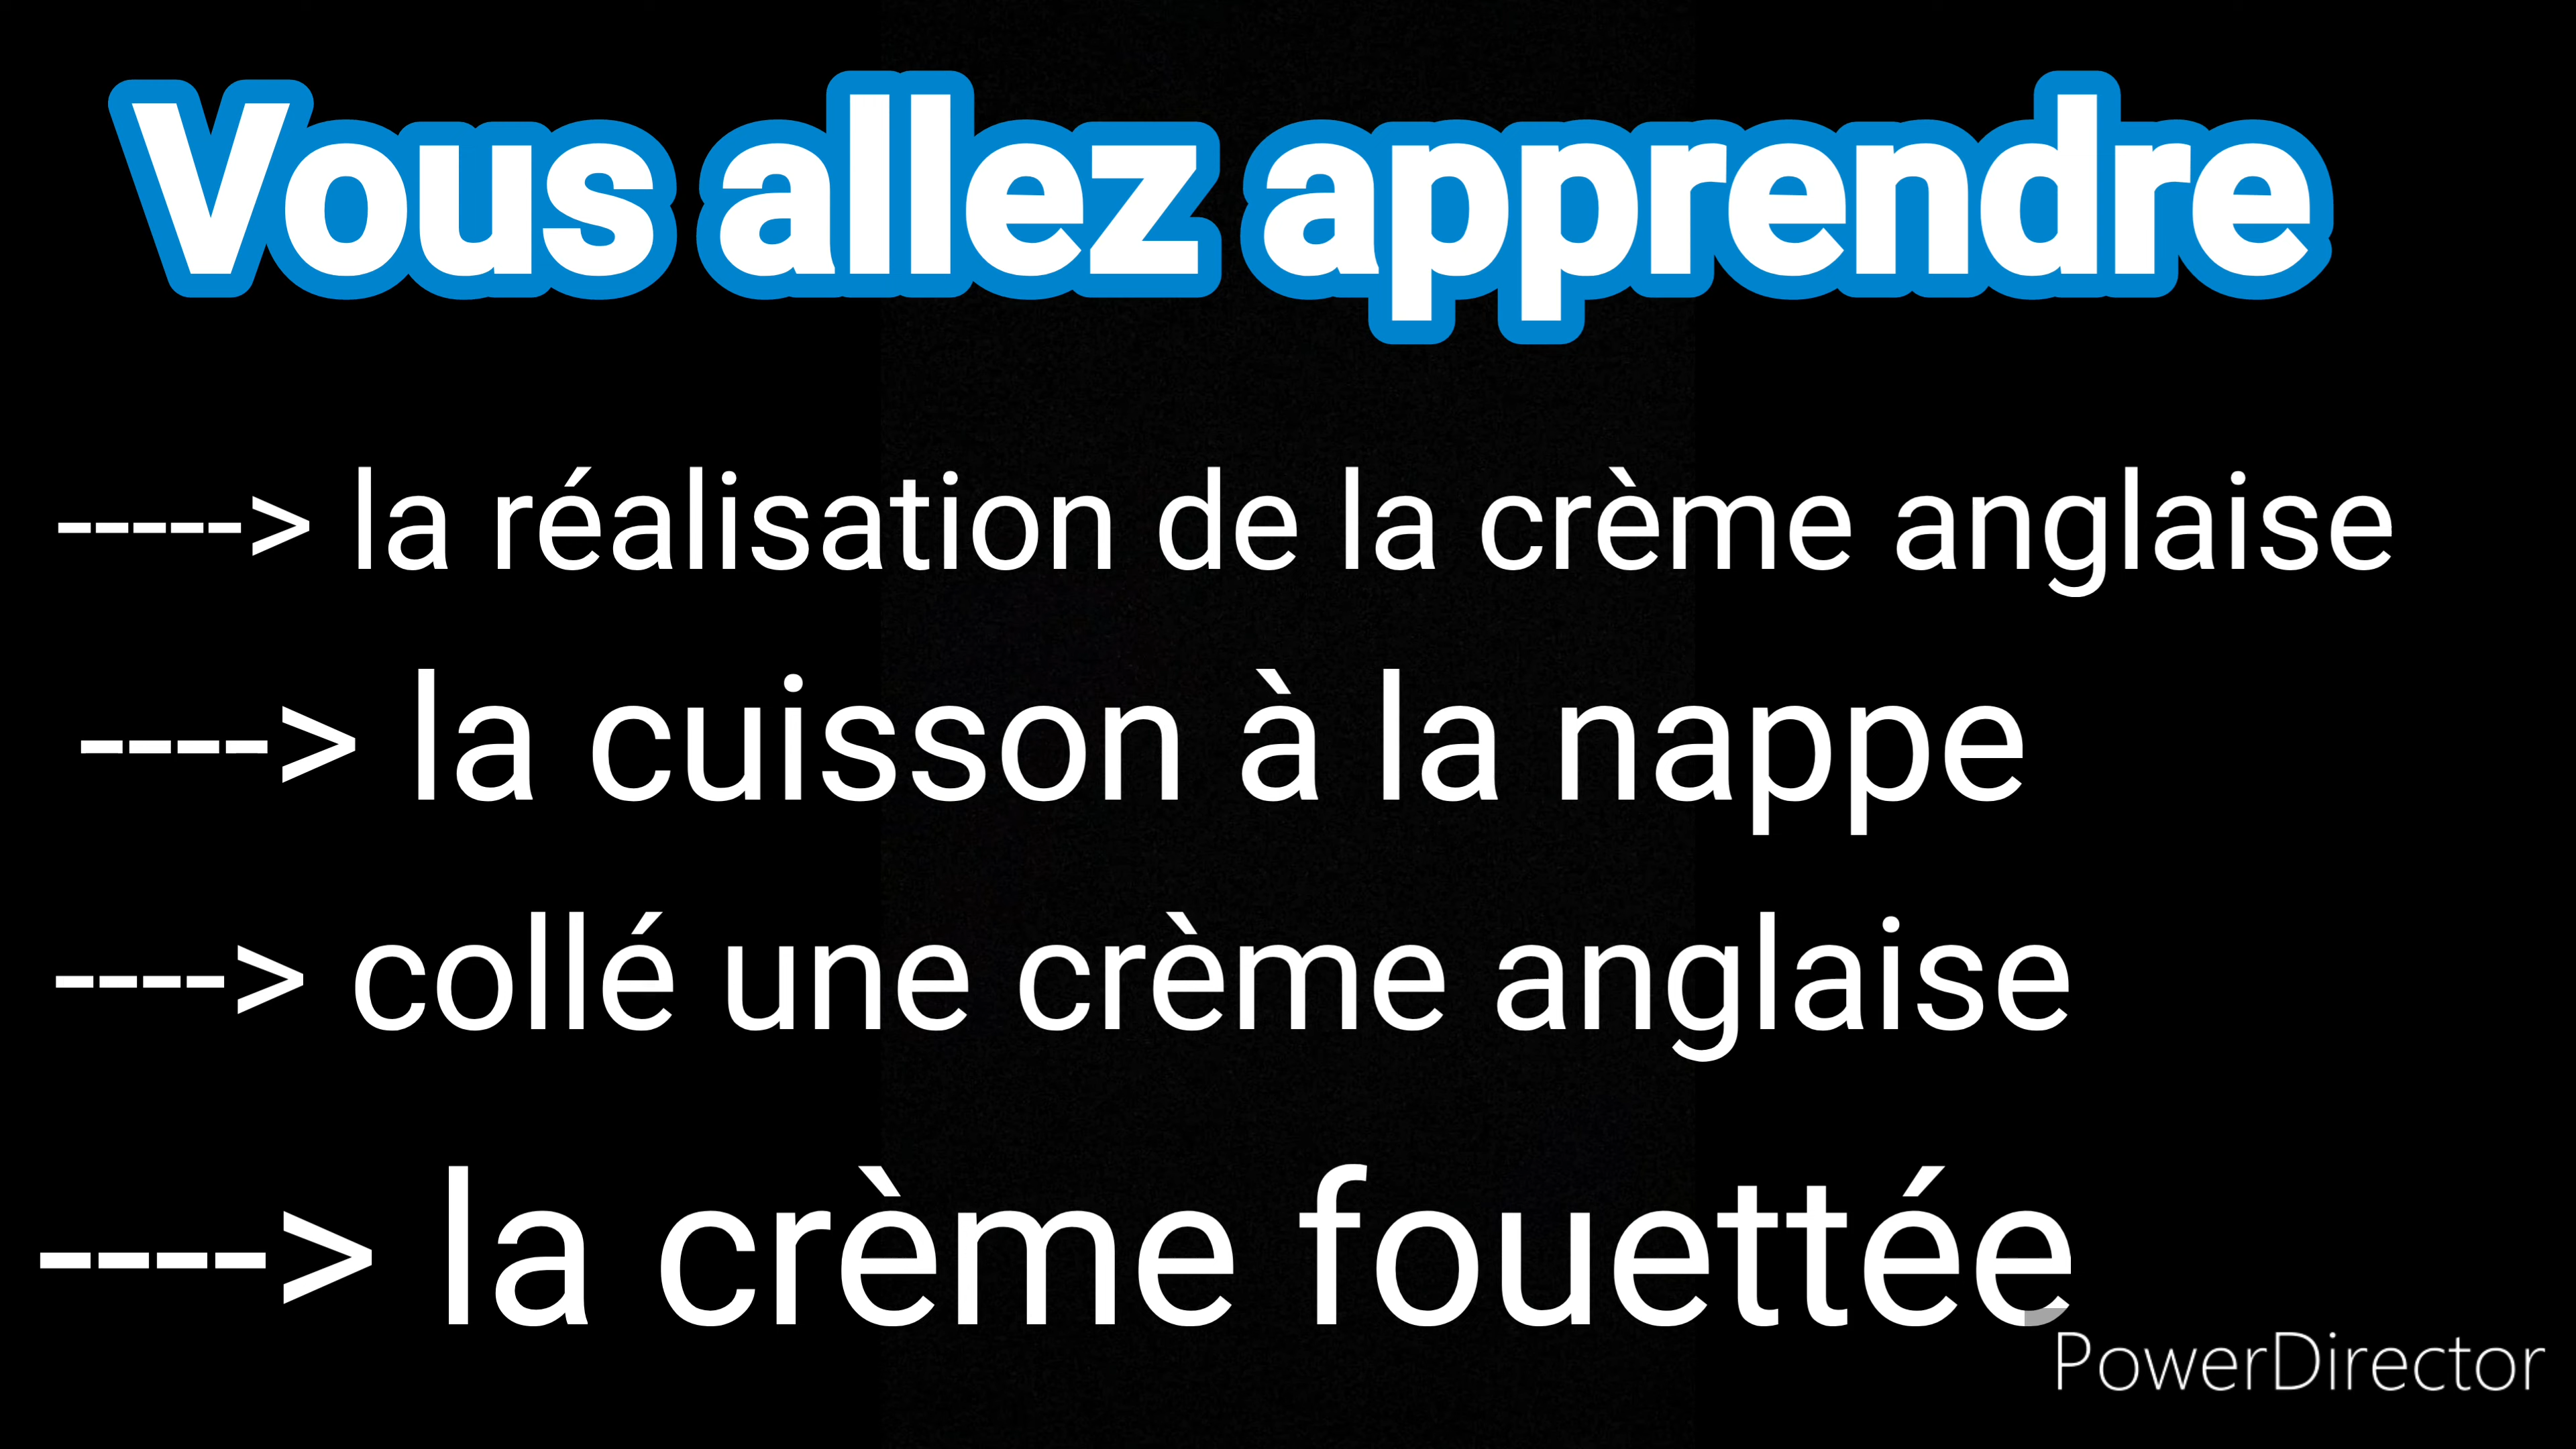 Vous allez apprendre
-----> la réalisation de la crème anglaise
----> la cuisson à la nappe
----> collé une crème anglaise
----> la crème fouettée
PowerDirector